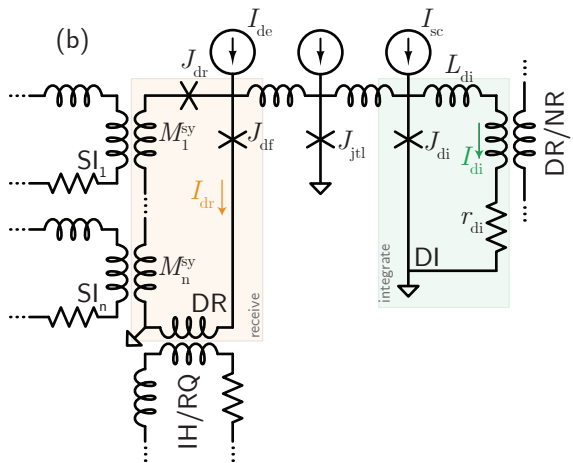 (b)
I_de
I_sc
J_dr
L_di
M_1^sy
J_df
J_jtl
J_di
I_di
DR/NR
SI_1
I_dr
r_di
M_n^sy
SI_n
DR
receive
DI
integrate
IH/RQ